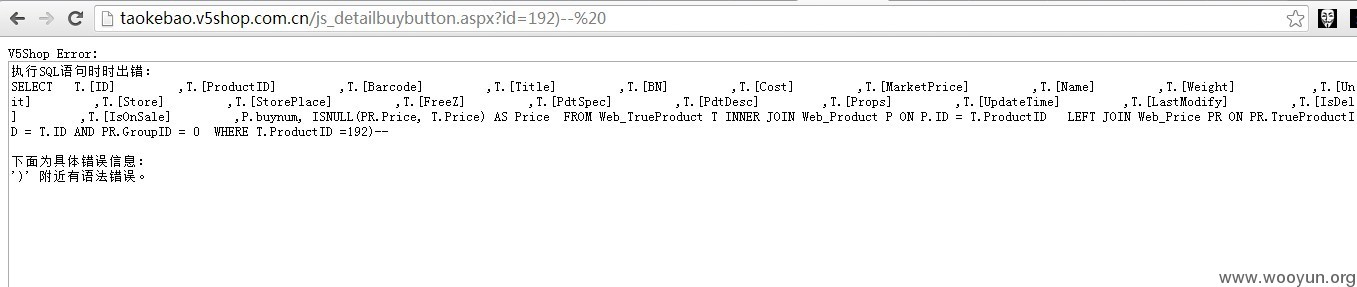 taokebao.v5shop.com.cn/js_detailbuybutton.aspx?id=192)--%20
V5Shop Error:
执行SQL语句时时出错:
SELECT T.[ID] ,T.[ProductID] ,T.[Barcode] ,T.[Title] ,T.[BN] ,T.[Cost] ,T.[MarketPrice] ,T.[Name] ,T.[Weight] ,T.[Un
it] ,T.[Store] ,T.[StorePlace] ,T.[FreeZ] ,T.[PdtSpec] ,T.[PdtDesc] ,T.[Props] ,T.[UpdateTime] ,T.[LastModify] ,T.[IsDel
] ,T.[IsOnSale] ,P.buynum, ISNULL(PR.Price, T.Price) AS Price FROM Web_TrueProduct T INNER JOIN Web_Product P ON P.ID = T.ProductID LEFT JOIN Web_Price PR ON PR.TrueProductI
D = T.ID AND PR.GroupID = 0 WHERE T.ProductID =192)--
下面为具体错误信息:
')' 附近有语法错误。
www.wooyun.org